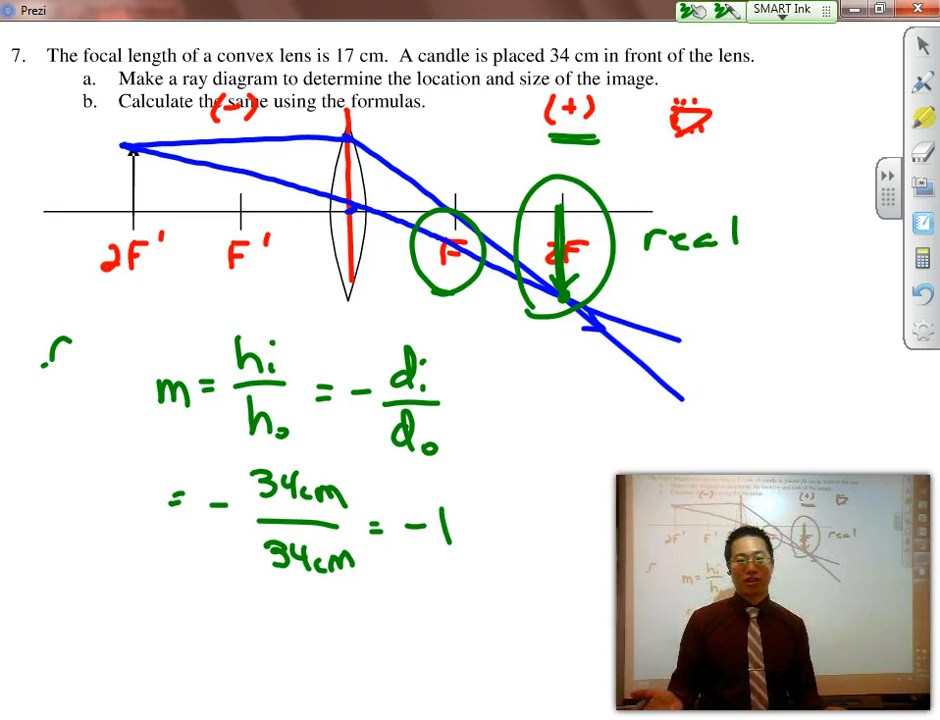 Prezi
SMART Ink
7. The focal length of a convex lens is 17 cm. A candle is placed 34 cm in front of the lens.
a. Make a ray diagram to determine the location and size of the image.
b. Calculate the same using the formulas.
(-) (+)
2F' F' F 2F real
m = hi/ho = - di/do
= - 34cm/34cm = -1